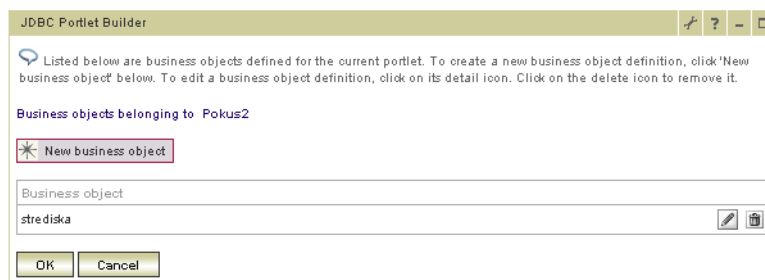 JDBC Portlet Builder
?
Listed below are business objects defined for the current portlet. To create a new business object definition, click 'New
business object' below. To edit a business object definition, click on its detail icon. Click on the delete icon to remove it.
Business objects belonging to Pokus2
New business object
Business object
strediska
OK Cancel